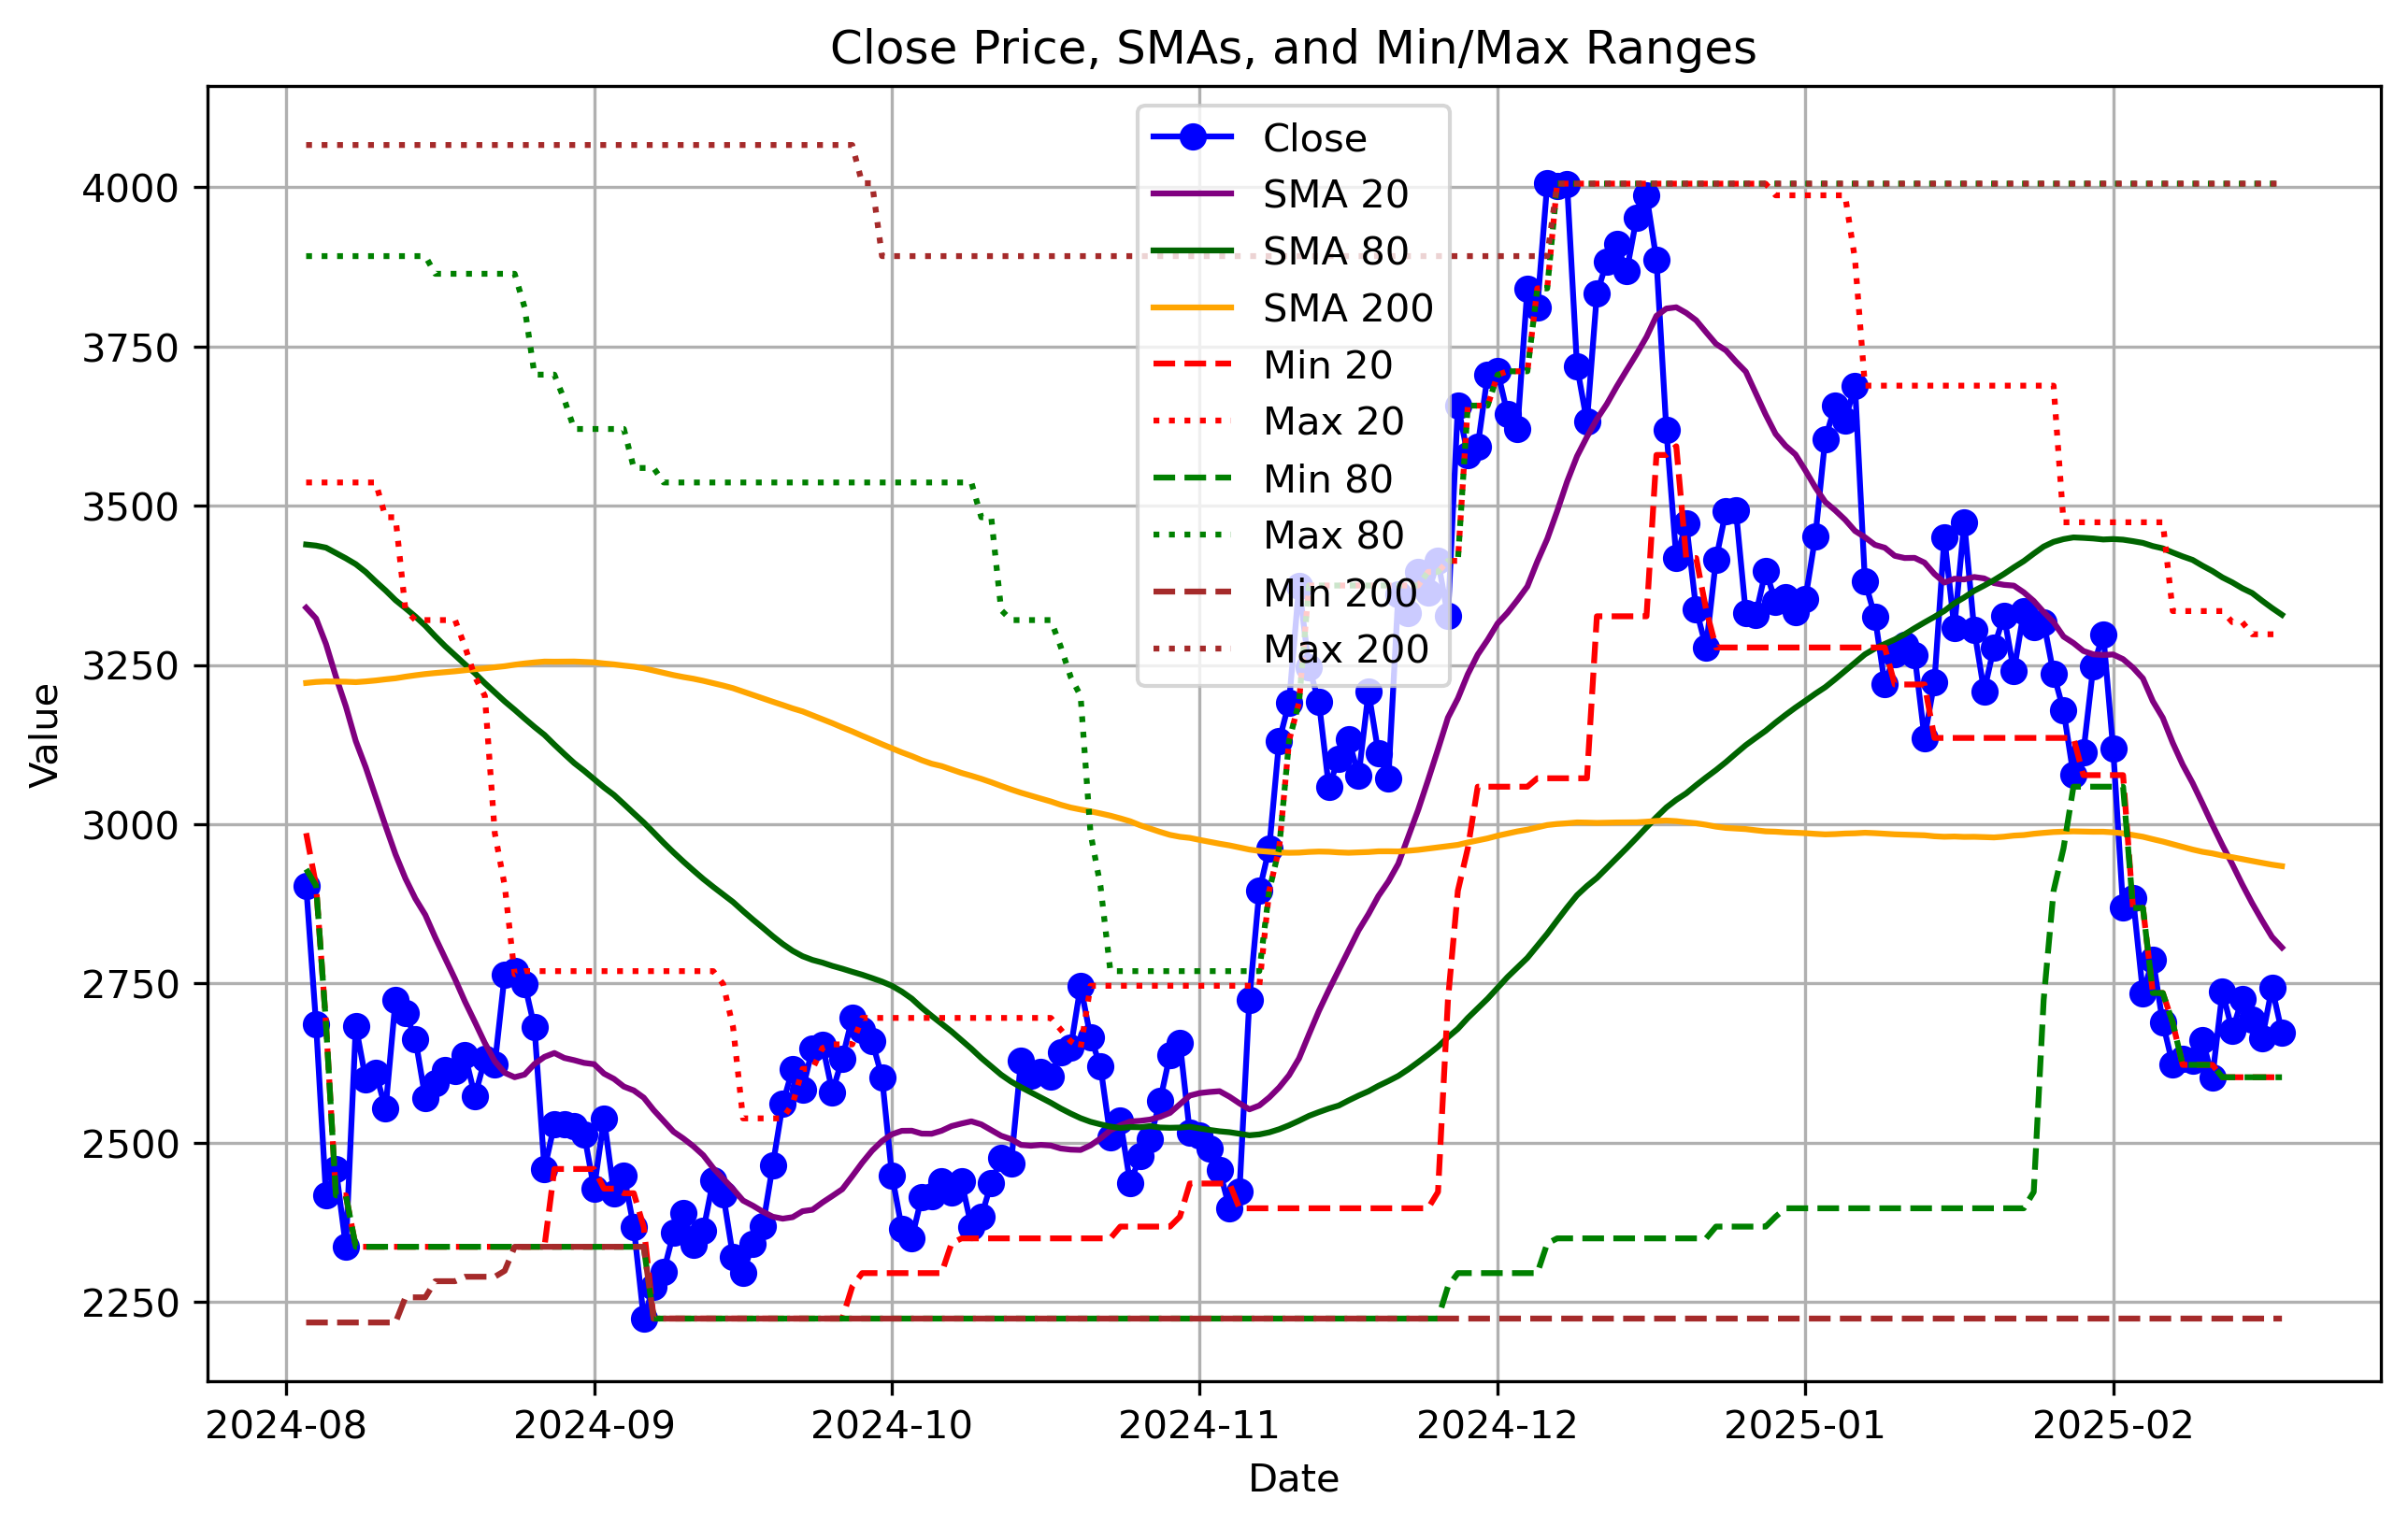 Close Price, SMAs, and Min/Max Ranges
Close
SMA 20
SMA 80
SMA 200
Min 20
Max 20
Min 80
Max 80
Min 200
Max 200
4000
3750
3500
3250
3000
2750
2500
2250
Value
2024-08
2024-09
2024-10
2024-11
2024-12
2025-01
2025-02
Date